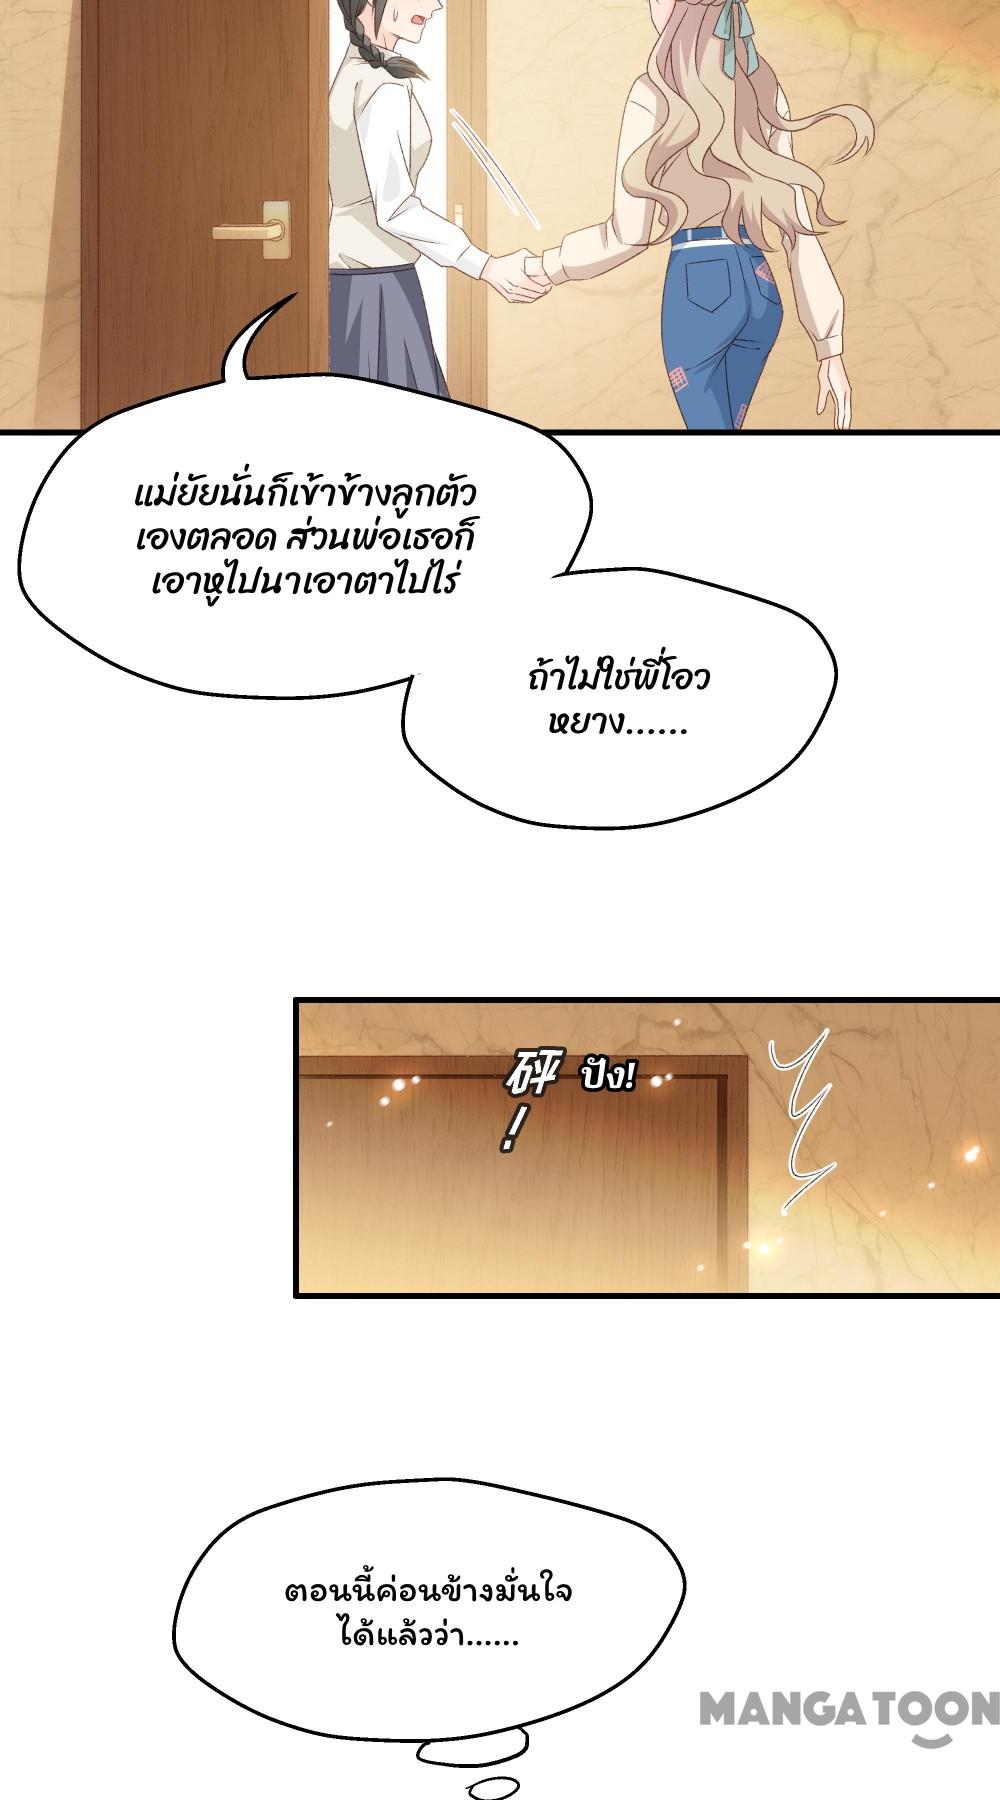 แม่ยัยนั่นก็เข้าข้างลูกตัว
เองตลอด ส่วนพ่อเธอก็
เอาหูไปนาเอาตาไปไร่
ถ้าไม่ใช่พี่โอว
หยาง......
砰 ปัง!
!
ตอนนี้ค่อนข้างมั่นใจ
ได้แล้วว่า......
MANGATOON